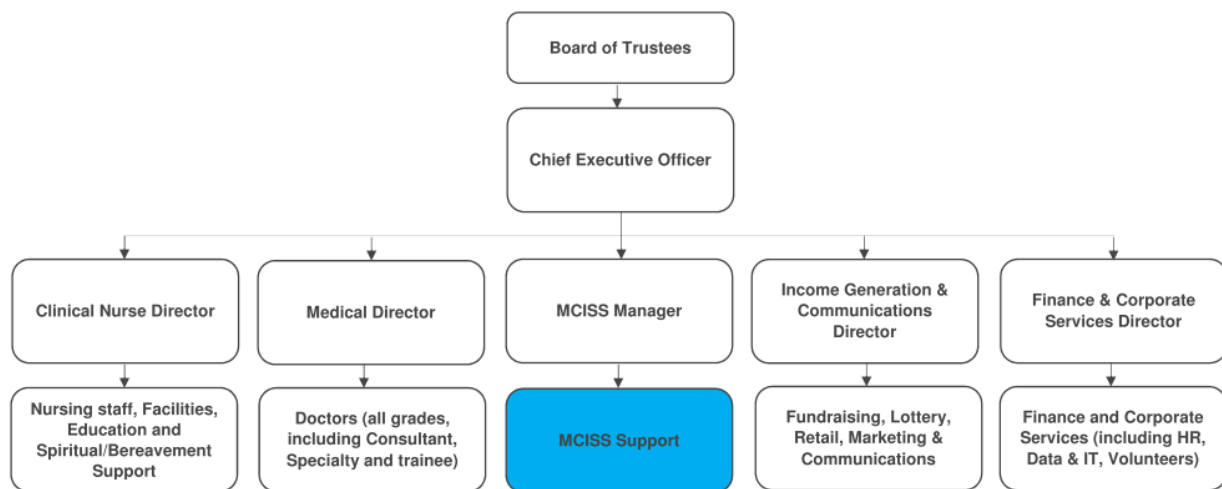 Board of Trustees
Chief Executive Officer
Clinical Nurse Director
Medical Director
MCISS Manager
Income Generation &
Communications
Director
Finance & Corporate
Services Director
Nursing staff, Facilities,
Education and
Spiritual/Bereavement
Support
Doctors (all grades,
including Consultant,
Specialty and trainee)
MCISS Support
Fundraising, Lottery,
Retail, Marketing &
Communications
Finance and Corporate
Services (including HR,
Data & IT, Volunteers)